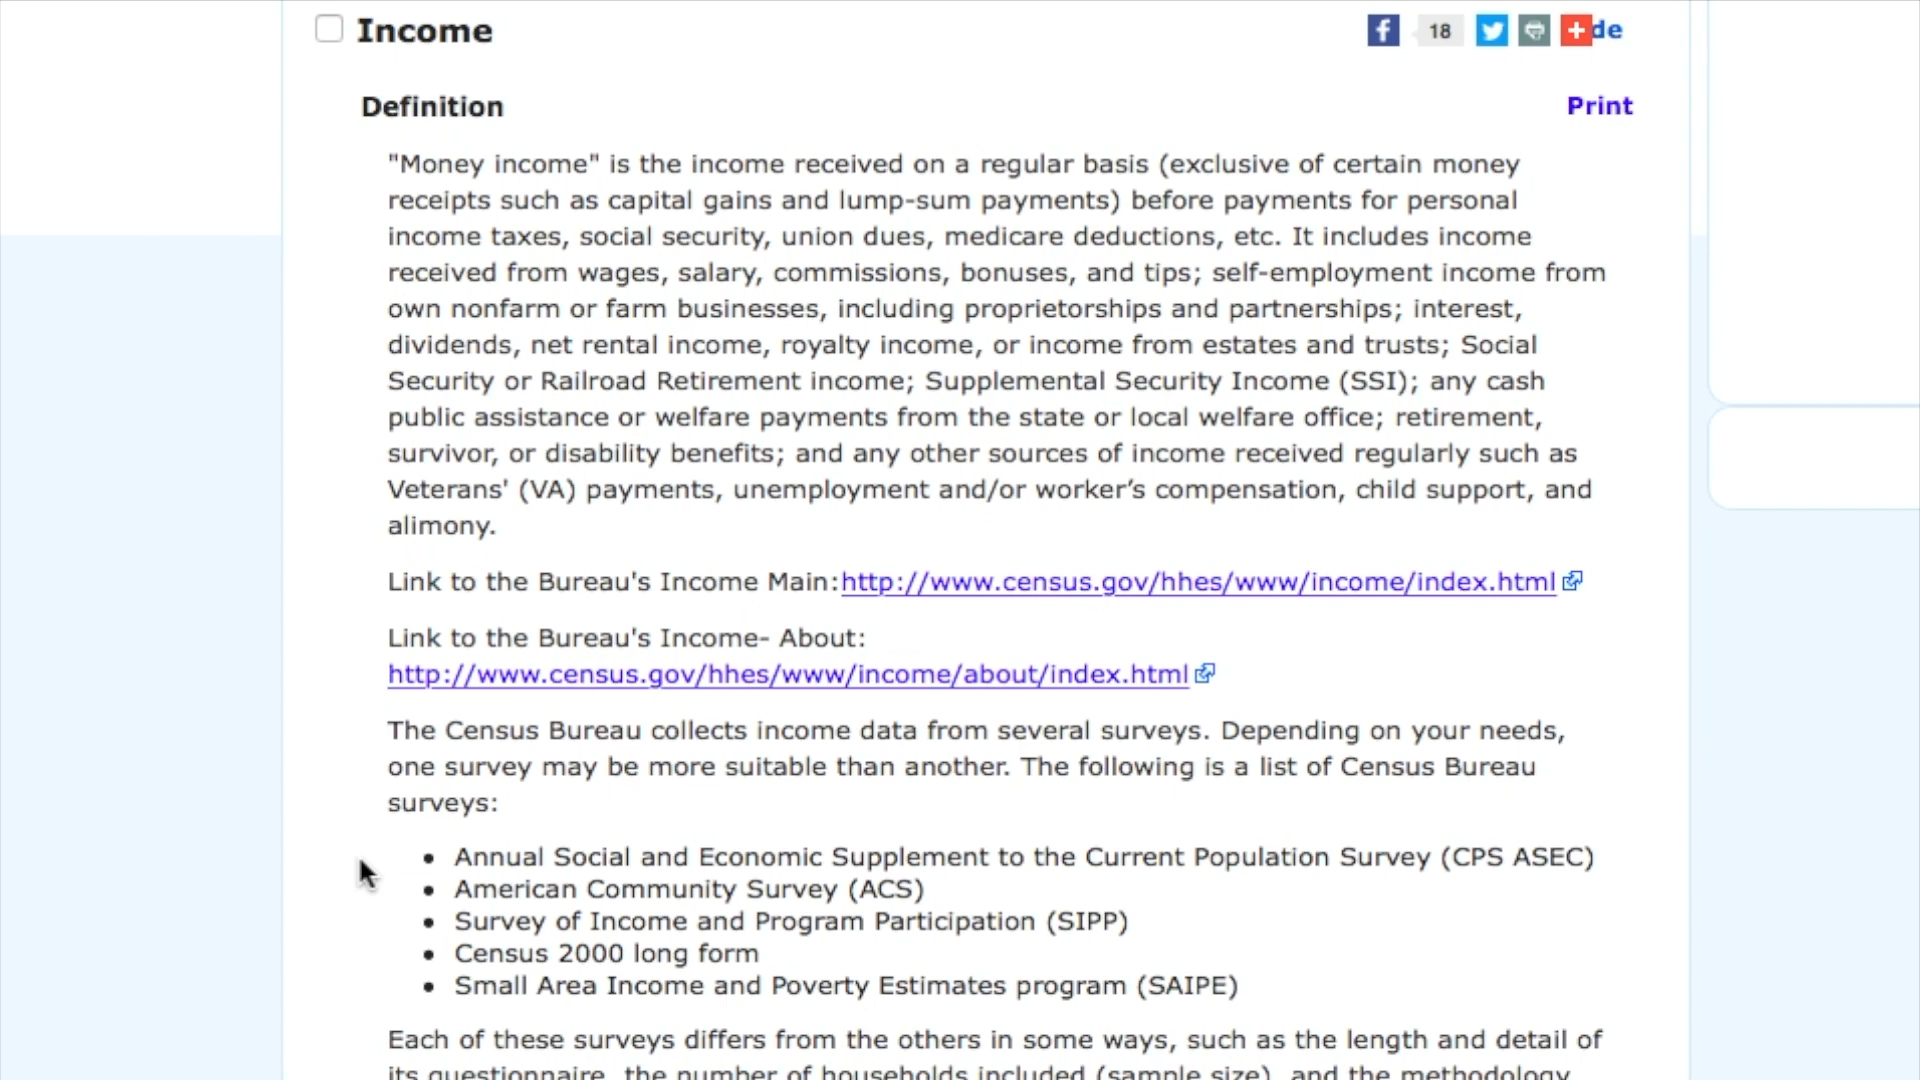 Income
18
de
Definition
Print
"Money income" is the income received on a regular basis (exclusive of certain money
receipts such as capital gains and lump-sum payments) before payments for personal
income taxes, social security, union dues, medicare deductions, etc. It includes income
received from wages, salary, commissions, bonuses, and tips; self-employment income from
own nonfarm or farm businesses, including proprietorships and partnerships; interest,
dividends, net rental income, royalty income, or income from estates and trusts; Social
Security or Railroad Retirement income; Supplemental Security Income (SSI); any cash
public assistance or welfare payments from the state or local welfare office; retirement,
survivor, or disability benefits; and any other sources of income received regularly such as
Veterans' (VA) payments, unemployment and/or worker’s compensation, child support, and
alimony.
Link to the Bureau's Income Main:http://www.census.gov/hhes/www/income/index.html
Link to the Bureau's Income- About:
http://www.census.gov/hhes/www/income/about/index.html
The Census Bureau collects income data from several surveys. Depending on your needs,
one survey may be more suitable than another. The following is a list of Census Bureau
surveys:
• Annual Social and Economic Supplement to the Current Population Survey (CPS ASEC)
• American Community Survey (ACS)
• Survey of Income and Program Participation (SIPP)
• Census 2000 long form
• Small Area Income and Poverty Estimates program (SAIPE)
Each of these surveys differs from the others in some ways, such as the length and detail of
its questionnaire, the number of households included (sample size), and the methodology